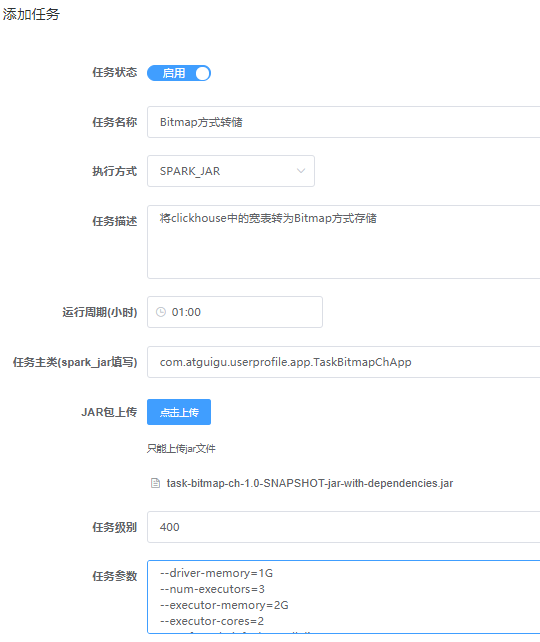 添加任务
任务状态 启用
任务名称 Bitmap方式转储
执行方式 SPARK_JAR
任务描述 将clickhouse中的宽表转为Bitmap方式存储
运行周期(小时) 01:00
任务主类(spark_jar填写) com.atguigu.userprofile.app.TaskBitmapChApp
JAR包上传 点击上传
只能上传jar文件
task-bitmap-ch-1.0-SNAPSHOT-jar-with-dependencies.jar
任务级别 400
任务参数 --driver-memory=1G
--num-executors=3
--executor-memory=2G
--executor-cores=2